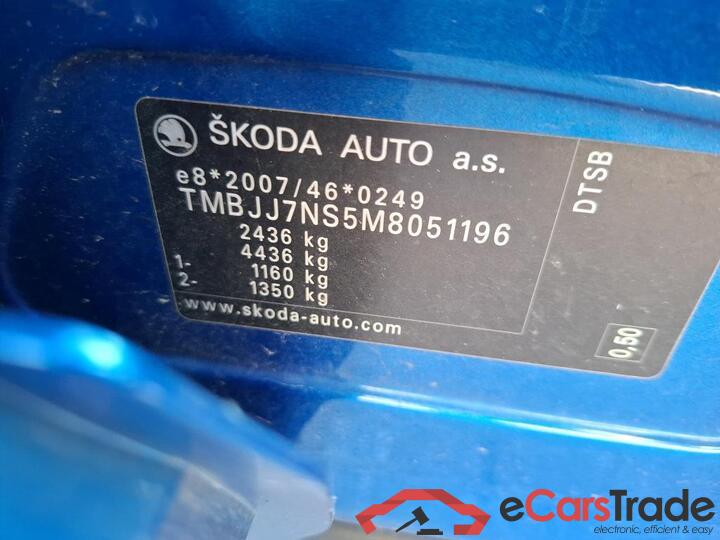 ŠKODA AUTO a.s.
e8*2007/46*0249
TMBJJ7NS5M8051196
2436 kg
4436 kg
1- 1160 kg
2- 1350 kg
www.skoda-auto.com
DTSB
0,50
eCarsTrade
electronic, efficient & easy